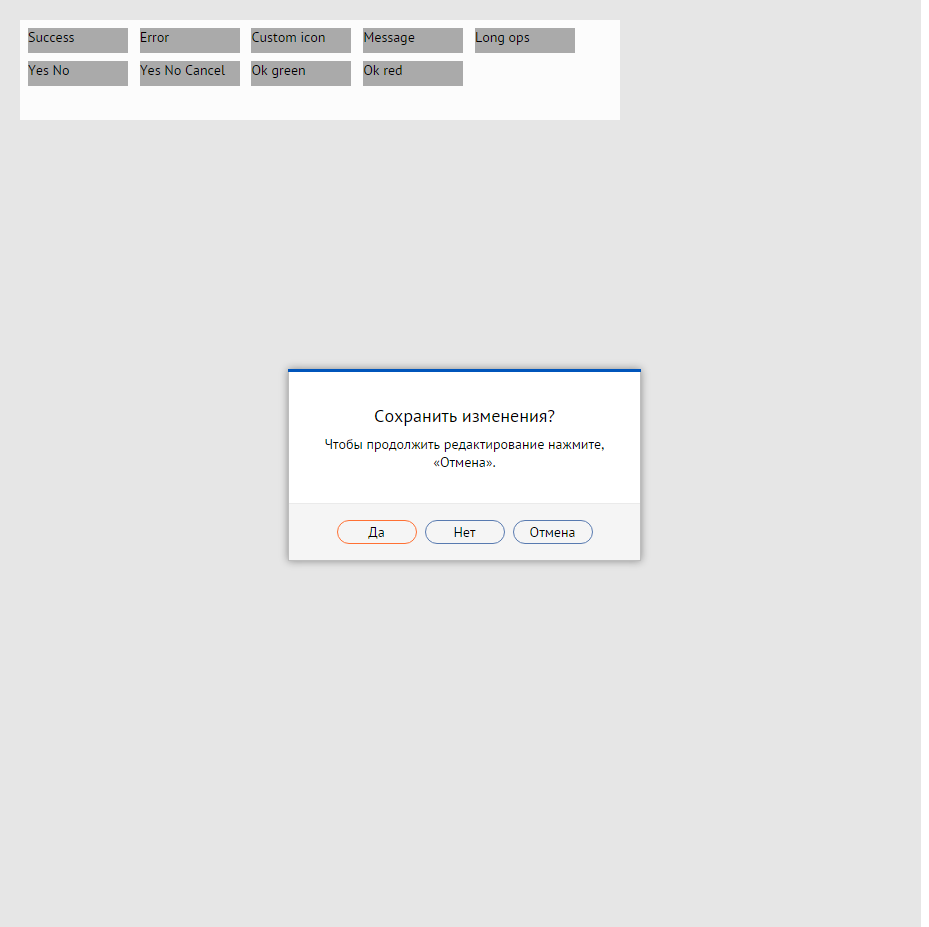 Success Error Custom icon Message Long ops
Yes No Yes No Cancel Ok green Ok red
Сохранить изменения?
Чтобы продолжить редактирование нажмите,
«Отмена».
Да Нет Отмена